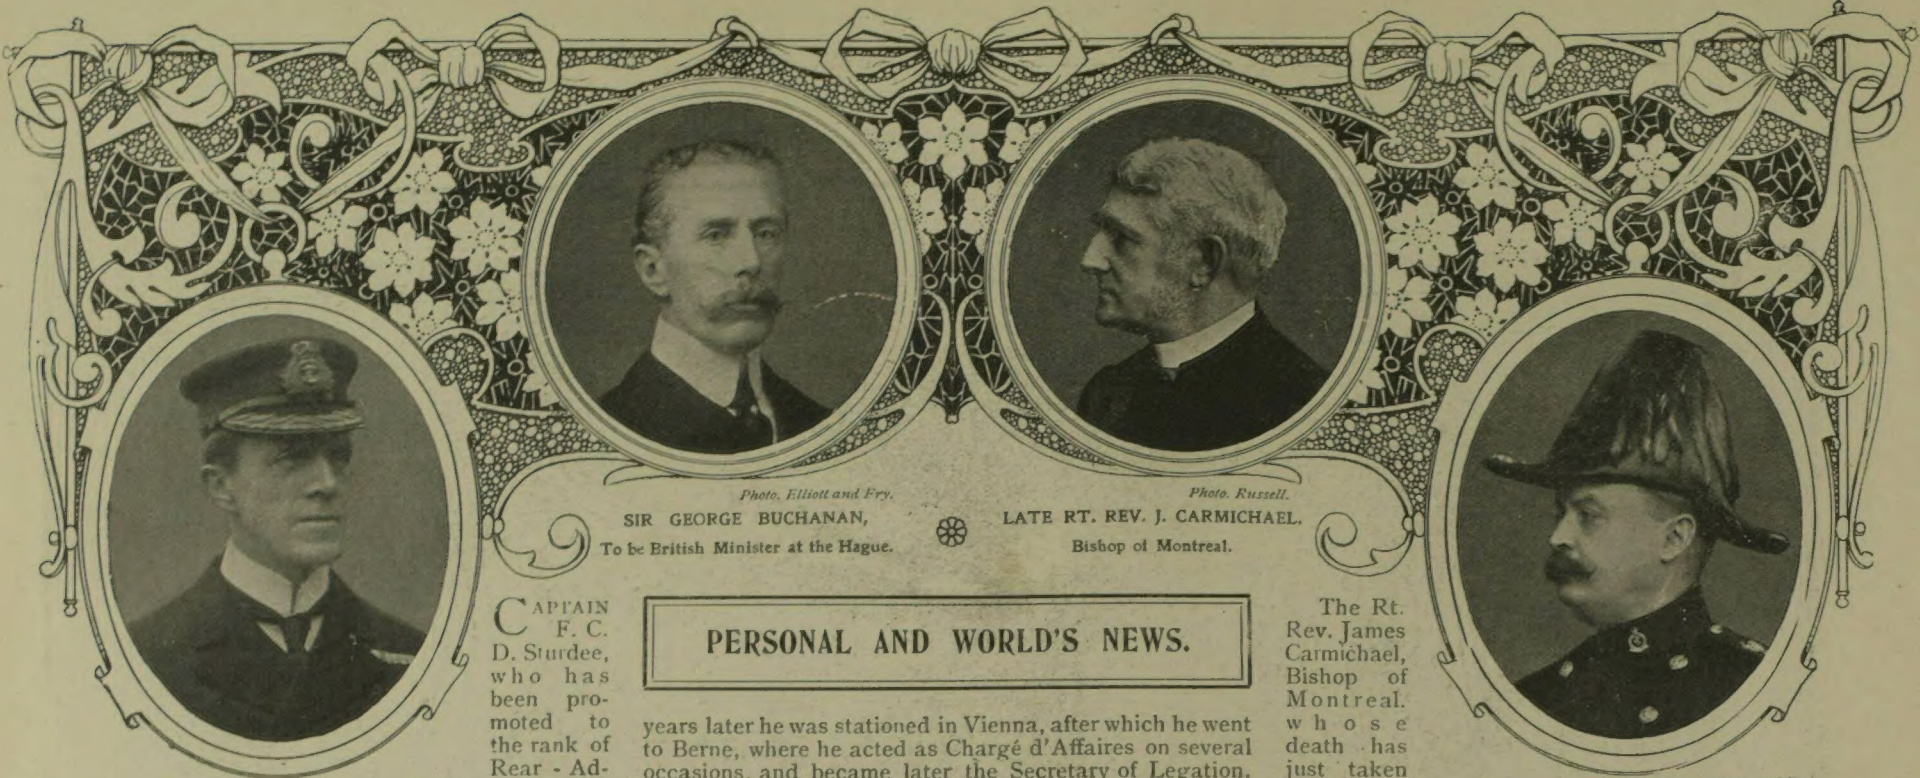 Photo. Elliott and Fry.
SIR GEORGE BUCHANAN,
To be British Minister at the Hague.
Photo. Russell.
LATE RT. REV. J. CARMICHAEL,
Bishop of Montreal.
CAPTAIN
F. C.
D. Sturdee,
who has
been pro-
moted to
the rank of
Rear - Ad-
PERSONAL AND WORLD'S NEWS.
years later he was stationed in Vienna, after which he went
to Berne, where he acted as Chargé d'Affaires on several
occasions, and became later the Secretary of Legation.
The Rt.
Rev. James
Carmichael,
Bishop of
Montreal.
whose
death has
just taken